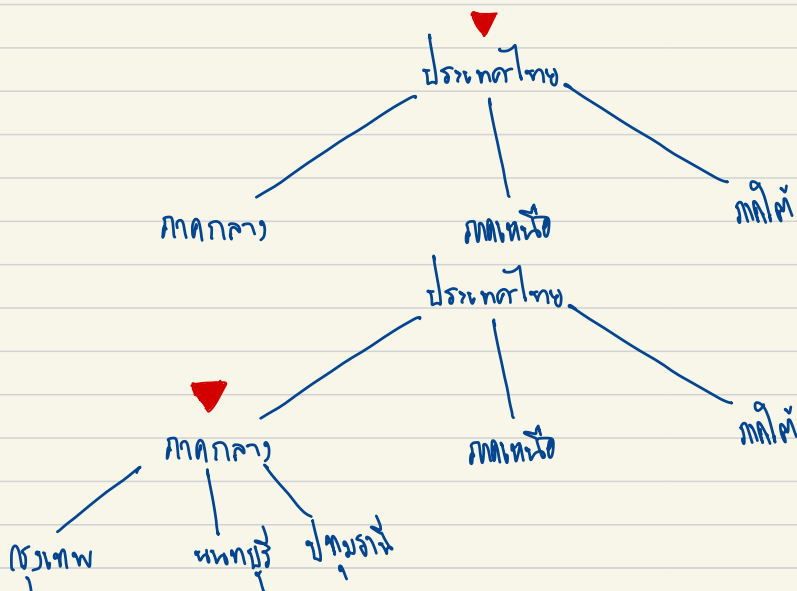 ประเทศไทย
ภาคกลาง ภาคเหนือ ภาคใต้
ประเทศไทย
ภาคกลาง ภาคเหนือ ภาคใต้
กรุงเทพ นนทบุรี ปทุมธานี